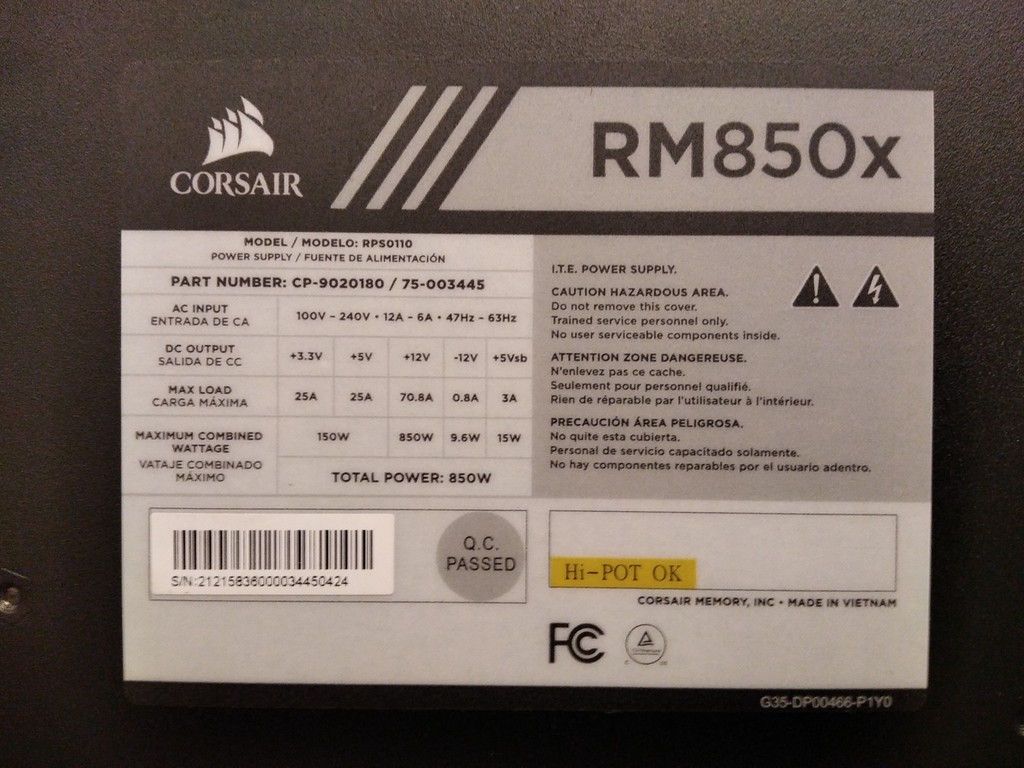 CORSAIR
RM850x
MODEL / MODELO: RPS0110
POWER SUPPLY / FUENTE DE ALIMENTACIÓN
PART NUMBER: CP-9020180 / 75-003445
AC INPUT
ENTRADA DE CA
100V - 240V • 12A - 6A • 47Hz - 63Hz
DC OUTPUT
SALIDA DE CC
+3.3V +5V +12V -12V +5Vsb
MAX LOAD
CARGA MÁXIMA
25A 25A 70.8A 0.8A 3A
MAXIMUM COMBINED
WATTAGE
VATAJE COMBINADO
MÁXIMO
150W 850W 9.6W 15W
TOTAL POWER: 850W
I.T.E. POWER SUPPLY.
CAUTION HAZARDOUS AREA.
Do not remove this cover.
Trained service personnel only.
No user serviceable components inside.
ATTENTION ZONE DANGEREUSE.
N'enlevez pas ce cache.
Seulement pour personnel qualifié.
Rien de réparable par l'utilisateur à l'intérieur.
PRECAUCIÓN ÁREA PELIGROSA.
No quite esta cubierta.
Personal de servicio capacitado solamente.
No hay componentes reparables por el usuario adentro.
S/N:21215836000034450424
Q.C.
PASSED
Hi-POT OK
CORSAIR MEMORY, INC • MADE IN VIETNAM
FC
G35-DP00466-P1Y0